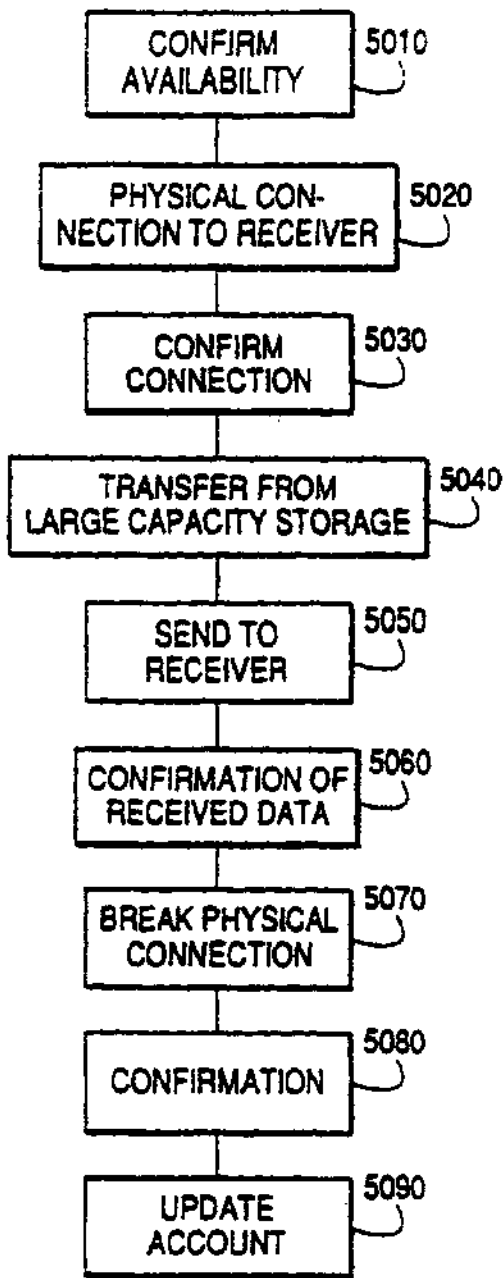 CONFIRM
AVAILABILITY
5010
PHYSICAL CON-
NECTION TO RECEIVER
5020
CONFIRM
CONNECTION
5030
TRANSFER FROM
LARGE CAPACITY STORAGE
5040
SEND TO
RECEIVER
5050
CONFIRMATION OF
RECEIVED DATA
5060
BREAK PHYSICAL
CONNECTION
5070
CONFIRMATION
5080
UPDATE
ACCOUNT
5090